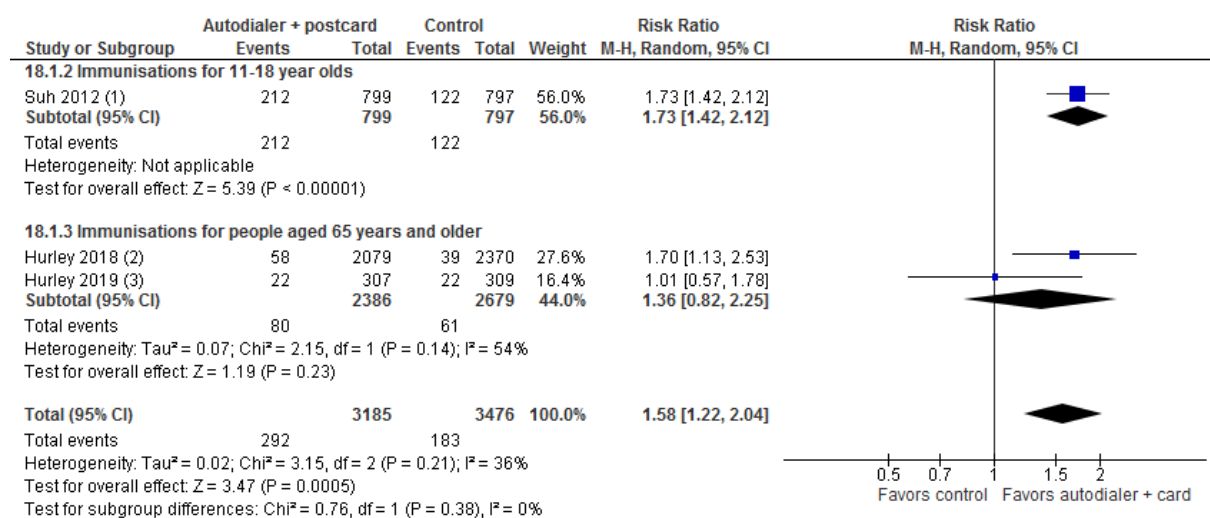 Autodialer + postcard Control Risk Ratio Risk Ratio
Study or Subgroup Events Total Events Total Weight M-H, Random, 95% CI M-H, Random, 95% CI
18.1.2 Immunisations for 11-18 year olds
Suh 2012 (1) 212 799 122 797 56.0% 1.73 [1.42, 2.12]
Subtotal (95% CI) 799 797 56.0% 1.73 [1.42, 2.12]
Total events 212 122
Heterogeneity: Not applicable
Test for overall effect: Z = 5.39 (P < 0.00001)
18.1.3 Immunisations for people aged 65 years and older
Hurley 2018 (2) 58 2079 39 2370 27.6% 1.70 [1.13, 2.53]
Hurley 2019 (3) 22 307 22 309 16.4% 1.01 [0.57, 1.78]
Subtotal (95% CI) 2386 2679 44.0% 1.36 [0.82, 2.25]
Total events 80 61
Heterogeneity: Tau² = 0.07; Chi² = 2.15, df = 1 (P = 0.14); I² = 54%
Test for overall effect: Z = 1.19 (P = 0.23)
Total (95% CI) 3185 3476 100.0% 1.58 [1.22, 2.04]
Total events 292 183
Heterogeneity: Tau² = 0.02; Chi² = 3.15, df = 2 (P = 0.21); I² = 36%
Test for overall effect: Z = 3.47 (P = 0.0005)
Test for subgroup differences: Chi² = 0.76, df = 1 (P = 0.38), I² = 0%
0.5 0.7 1 1.5 2
Favors control Favors autodialer + card